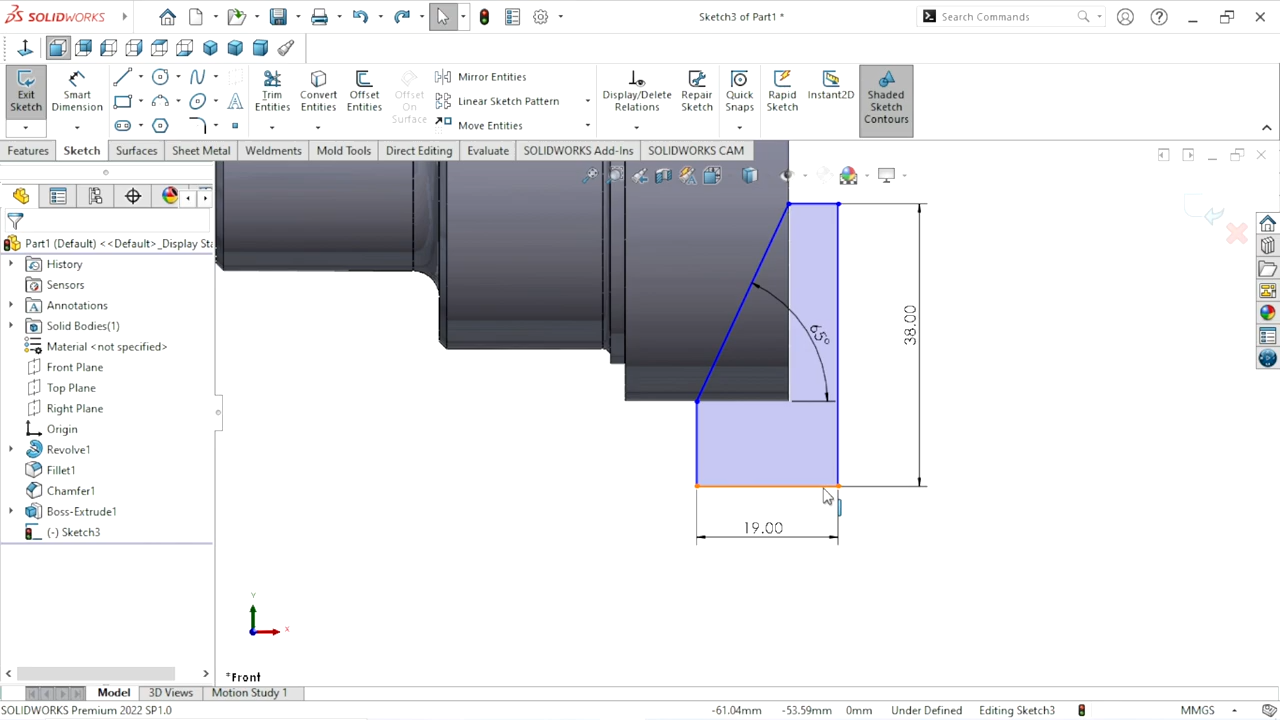 SOLIDWORKS
Sketch3 of Part1 *
Search Commands
Exit Sketch
Smart Dimension
Trim Entities
Convert Entities
Offset Entities
Offset On Surface
Mirror Entities
Linear Sketch Pattern
Move Entities
Display/Delete Relations
Repair Sketch
Quick Snaps
Rapid Sketch
Instant2D
Shaded Sketch Contours
Features
Sketch
Surfaces
Sheet Metal
Weldments
Mold Tools
Direct Editing
Evaluate
SOLIDWORKS Add-Ins
SOLIDWORKS CAM
Part1 (Default) <<Default>_Display Sta
History
Sensors
Annotations
Solid Bodies(1)
Material <not specified>
Front Plane
Top Plane
Right Plane
Origin
Revolve1
Fillet1
Chamfer1
Boss-Extrude1
(-) Sketch3
65°
38.00
19.00
Y
X
*Front
Model
3D Views
Motion Study 1
SOLIDWORKS Premium 2022 SP1.0
-61.04mm
-53.59mm
0mm
Under Defined
Editing Sketch3
MMGS